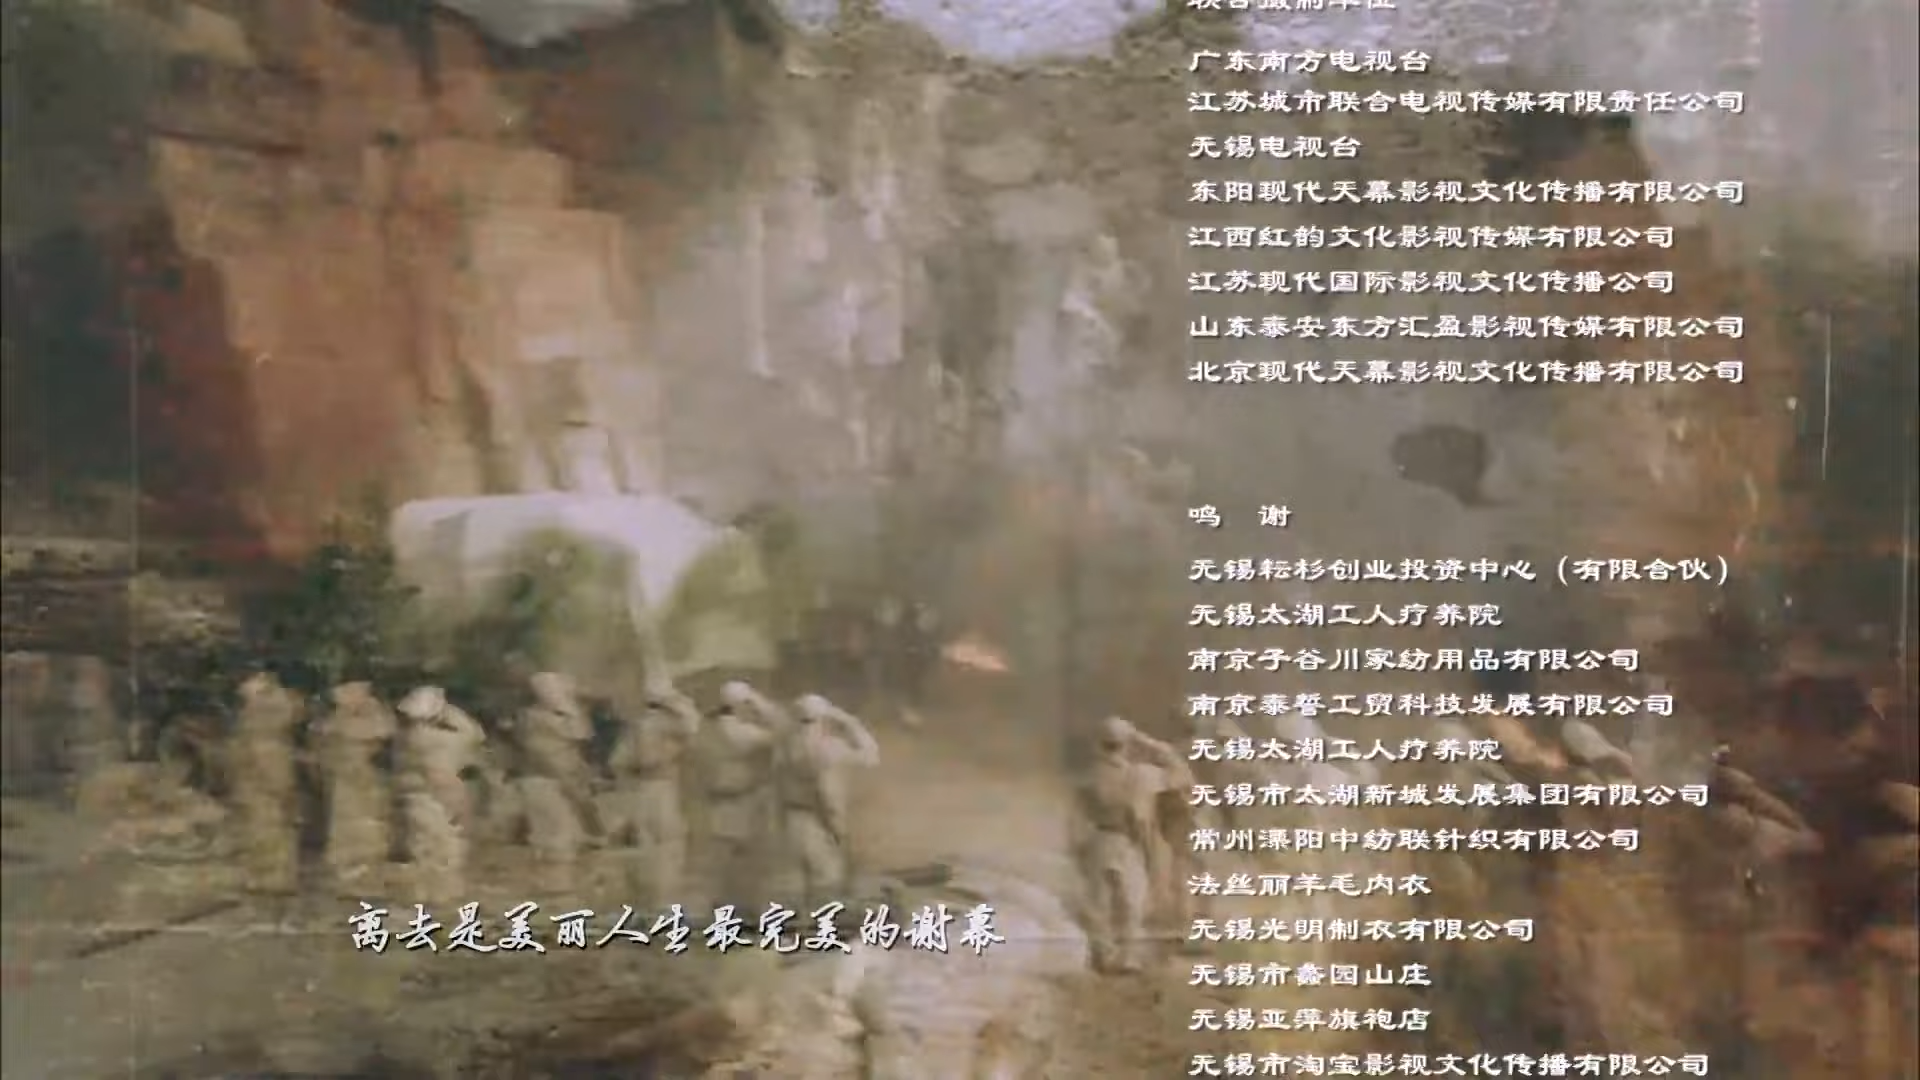 联合摄制单位
广东南方电视台
江苏城市联合电视传媒有限责任公司
无锡电视台
东阳现代天幕影视文化传播有限公司
江西红韵文化影视传媒有限公司
江苏现代国际影视文化传播公司
山东泰安东方汇盈影视传媒有限公司
北京现代天幕影视文化传播有限公司
鸣 谢
无锡耘杉创业投资中心（有限合伙）
无锡太湖工人疗养院
南京子谷川家纺用品有限公司
南京泰誓工贸科技发展有限公司
无锡太湖工人疗养院
无锡市太湖新城发展集团有限公司
常州溧阳中纺联针织有限公司
法丝丽羊毛内衣
无锡光明制衣有限公司
无锡市蠡园山庄
无锡亚萍旗袍店
无锡市淘宝影视文化传播有限公司
离去是美丽人生最完美的谢幕